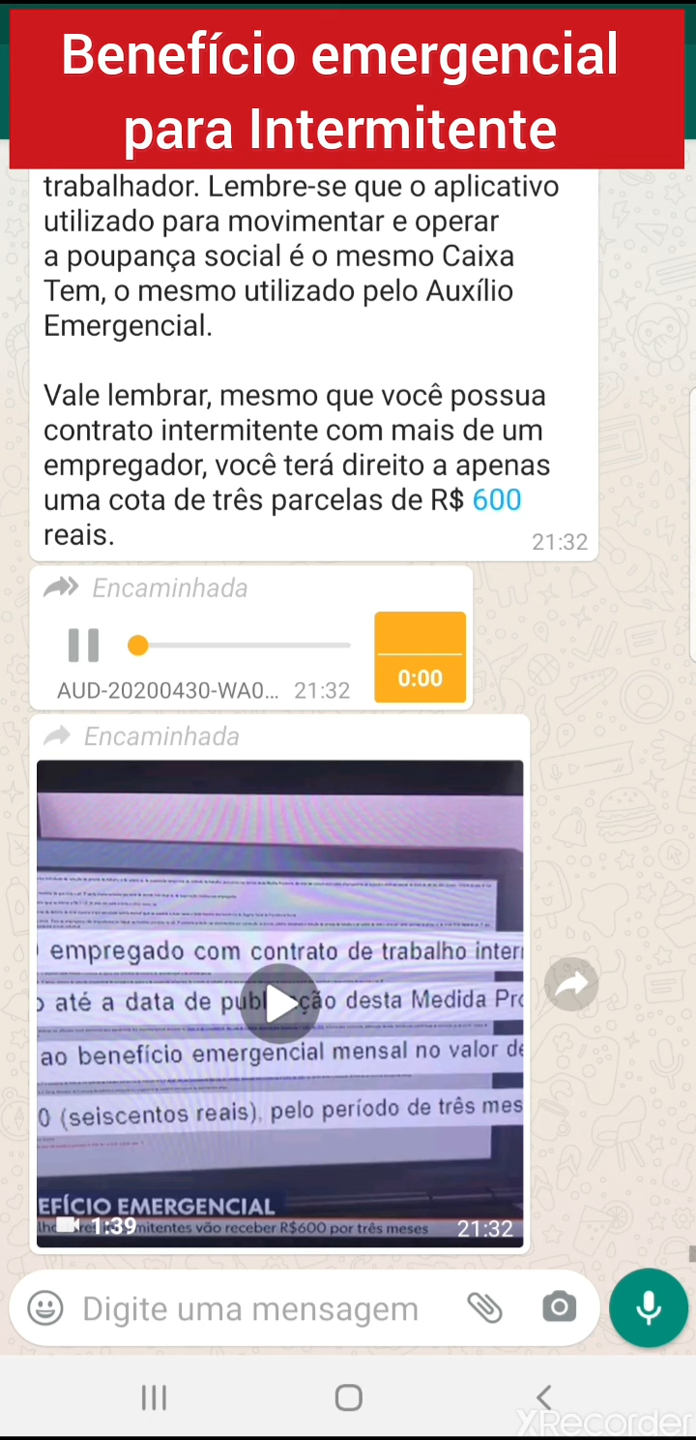 Benefício emergencial
para Intermitente
trabalhador. Lembre-se que o aplicativo
utilizado para movimentar e operar
a poupança social é o mesmo Caixa
Tem, o mesmo utilizado pelo Auxílio
Emergencial.
Vale lembrar, mesmo que você possua
contrato intermitente com mais de um
empregador, você terá direito a apenas
uma cota de três parcelas de R$ 600
reais.
21:32
Encaminhada
0:00
AUD-20200430-WA0... 21:32
Encaminhada
empregado com contrato de trabalho inter
o até a data de publ ção desta Medida Pro
ao benefício emergencial mensal no valor de
0 (seiscentos reais), pelo período de três mes
EFÍCIO EMERGENCIAL
mitentes vão receber R$600 por três meses
1:39 21:32
Digite uma mensagem
XRecorder